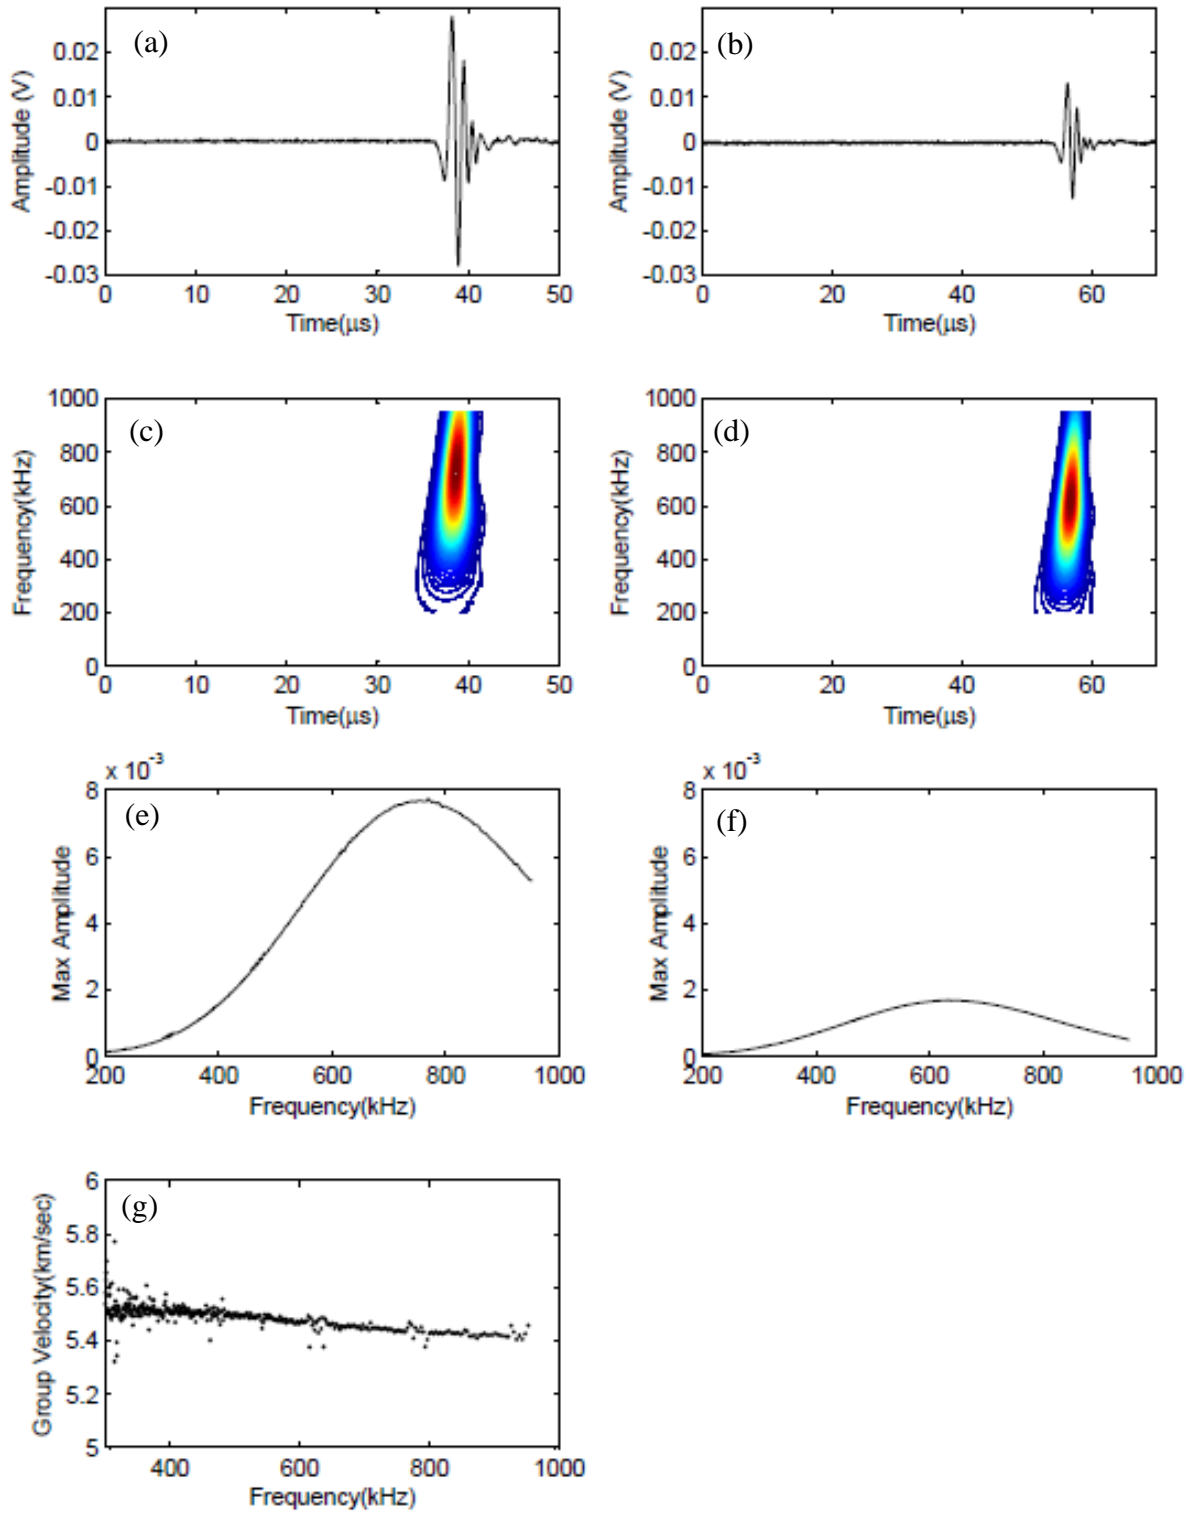 (a)
Amplitude (V)
0.02
0.01
0
-0.01
-0.02
-0.03
0 10 20 30 40 50
Time(μs)
(b)
Amplitude (V)
0.02
0.01
0
-0.01
-0.02
-0.03
0 20 40 60
Time(μs)
(c)
Frequency(kHz)
1000
800
600
400
200
0
0 10 20 30 40 50
Time(μs)
(d)
Frequency(kHz)
1000
800
600
400
200
0
0 20 40 60
Time(μs)
x 10-3
(e)
Max Amplitude
8
6
4
2
0
200 400 600 800 1000
Frequency(kHz)
x 10-3
(f)
Max Amplitude
8
6
4
2
0
200 400 600 800 1000
Frequency(kHz)
(g)
Group Velocity(km/sec)
6
5.8
5.6
5.4
5.2
5
400 600 800 1000
Frequency(kHz)